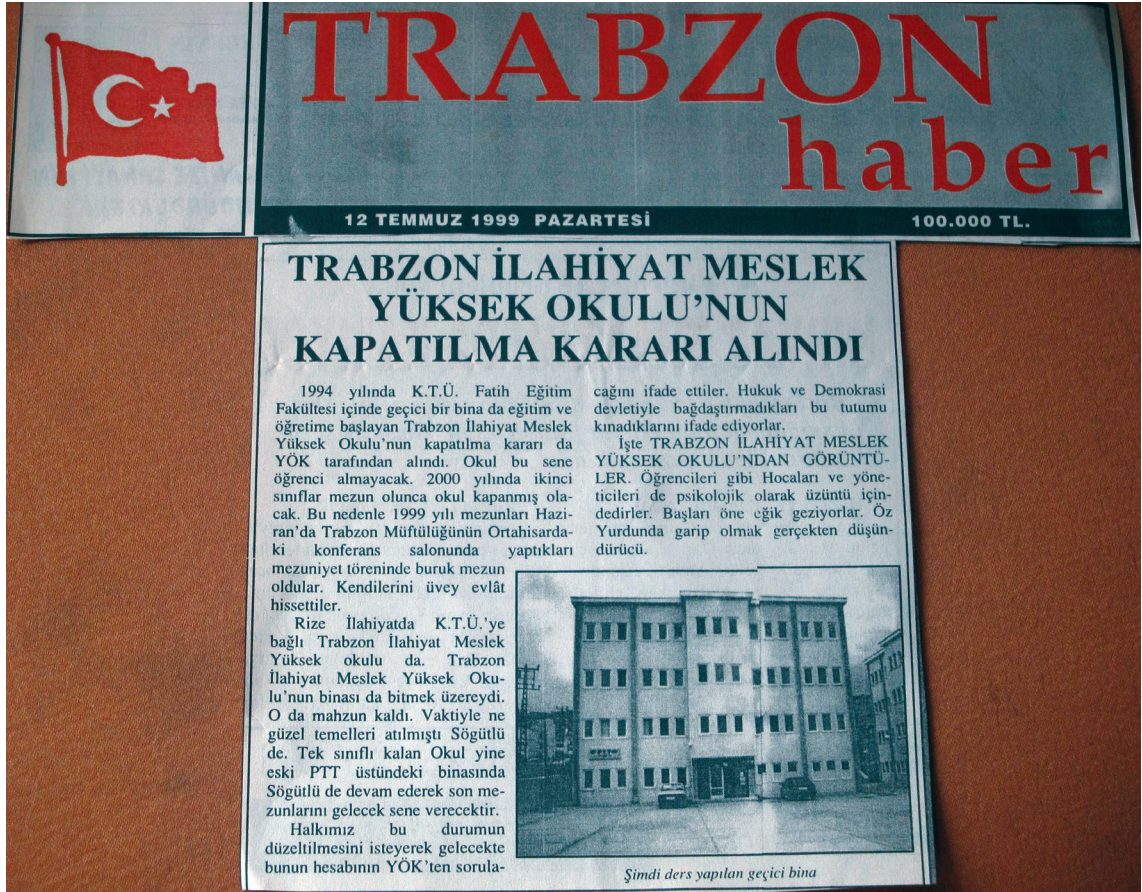 TRABZON
haber
12 TEMMUZ 1999 PAZARTESİ
100.000 TL.
TRABZON İLAHİYAT MESLEK
YÜKSEK OKULU'NUN
KAPATILMA KARARI ALINDI
1994 yılında K.T.Ü. Fatih Eğitim
Fakültesi içinde geçici bir bina da eğitim ve
öğretime başlayan Trabzon İlahiyat Meslek
Yüksek Okulu'nun kapatılma kararı da
YÖK tarafından alındı. Okul bu sene
öğrenci almayacak. 2000 yılında ikinci
sınıflar mezun olunca okul kapanmış ola-
cak. Bu nedenle 1999 yılı mezunları Hazi-
ran'da Trabzon Müftülüğünün Ortahisarda-
ki konferans salonunda yaptıkları
mezuniyet töreninde buruk mezun
oldular. Kendilerini üvey evlât
hissettiler.
Rize İlahiyatda K.T.Ü.'ye
bağlı Trabzon İlahiyat Meslek
Yüksek okulu da. Trabzon
İlahiyat Meslek Yüksek Oku-
lu'nun binası da bitmek üzereydi.
O da mahzun kaldı. Vaktiyle ne
güzel temelleri atılmıştı Sögütlü
de. Tek sınıflı kalan Okul yine
eski PTT üstündeki binasında
Sögütlü de devam ederek son me-
zunlarını gelecek sene verecektir.
Halkımız bu durumun
düzeltilmesini isteyerek gelecekte
bunun hesabının YÖK'ten sorula-
cağını ifade ettiler. Hukuk ve Demokrasi
devletiyle bağdaştırmadıkları bu tutumu
kınadıklarını ifade ediyorlar.
İşte TRABZON İLAHİYAT MESLEK
YÜKSEK OKULU'NDAN GÖRÜNTÜ-
LER. Öğrencileri gibi Hocaları ve yöne-
ticileri de psikolojik olarak üzüntü için-
dedirler. Başları öne eğik geziyorlar. Öz
Yurdunda garip olmak gerçekten düşün-
dürücü.
Şimdi ders yapılan geçici bina